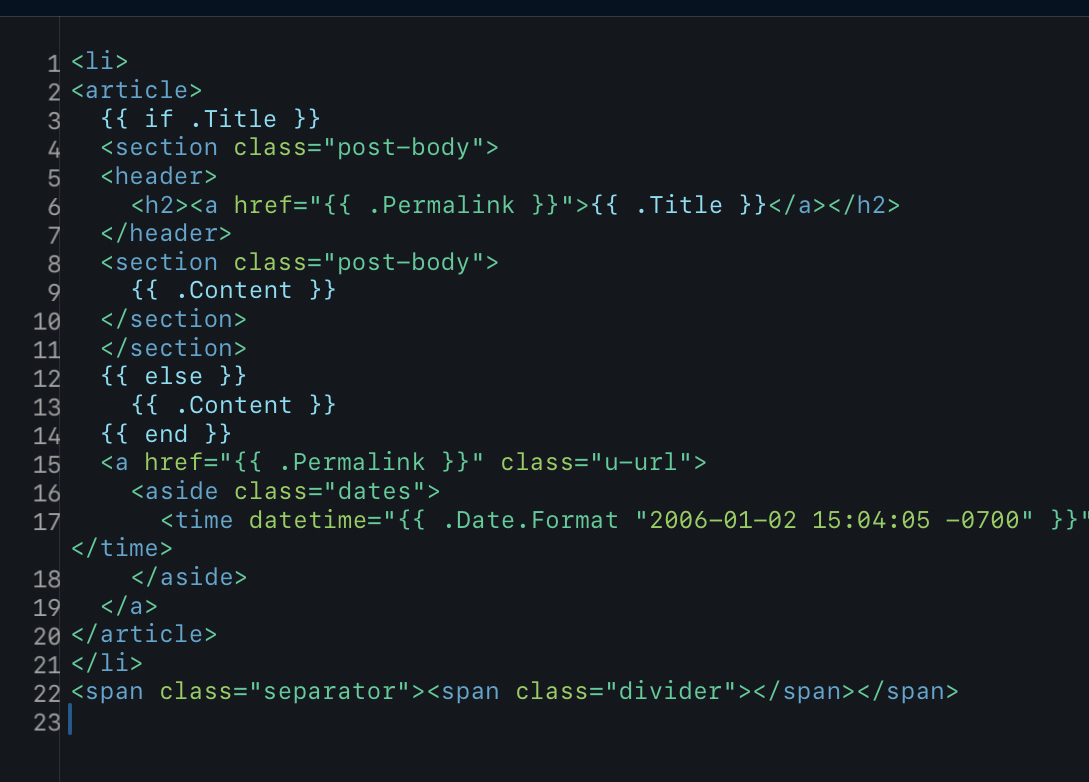 1 <li>
2 <article>
3   {{ if .Title }}
4   <section class="post-body">
5   <header>
6     <h2><a href="{{ .Permalink }}">{{ .Title }}</a></h2>
7   </header>
8   <section class="post-body">
9     {{ .Content }}
10   </section>
11   </section>
12   {{ else }}
13     {{ .Content }}
14   {{ end }}
15   <a href="{{ .Permalink }}" class="u-url">
16     <aside class="dates">
17       <time datetime="{{ .Date.Format "2006-01-02 15:04:05 -0700" }}"
</time>
18     </aside>
19   </a>
20 </article>
21 </li>
22 <span class="separator"><span class="divider"></span></span>
23